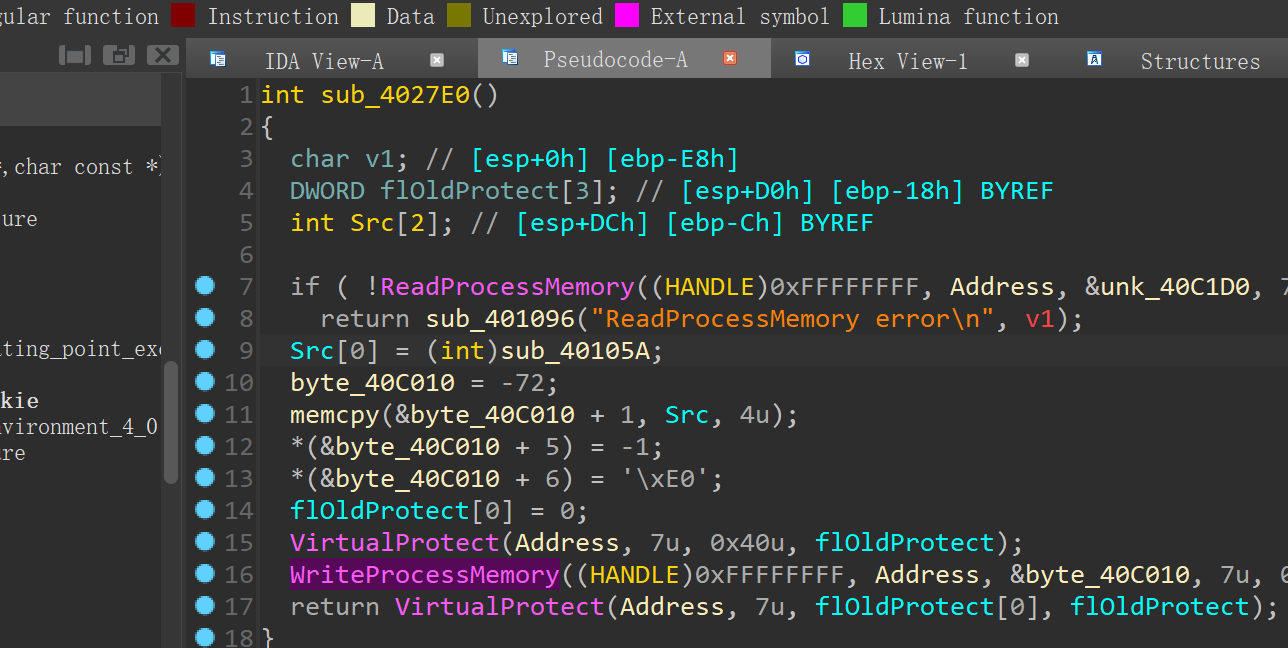 gular function Instruction Data Unexplored External symbol Lumina function
IDA View-A Pseudocode-A Hex View-1 Structures
1 int sub_4027E0()
2 {
,char const *)
3 char v1; // [esp+0h] [ebp-E8h]
4 DWORD flOldProtect[3]; // [esp+D0h] [ebp-18h] BYREF
ure
5 int Src[2]; // [esp+DCh] [ebp-Ch] BYREF
6
7 if ( !ReadProcessMemory((HANDLE)0xFFFFFFFF, Address, &unk_40C1D0, 7
8 return sub_401096("ReadProcessMemory error\n", v1);
ating_point_exc
9 Src[0] = (int)sub_40105A;
10 byte_40C010 = -72;
kie
11 memcpy(&byte_40C010 + 1, Src, 4u);
nvironment_4_0
12 *(&byte_40C010 + 5) = -1;
re
13 *(&byte_40C010 + 6) = '\xE0';
14 flOldProtect[0] = 0;
15 VirtualProtect(Address, 7u, 0x40u, flOldProtect);
16 WriteProcessMemory((HANDLE)0xFFFFFFFF, Address, &byte_40C010, 7u, 0
17 return VirtualProtect(Address, 7u, flOldProtect[0], flOldProtect);
18 }